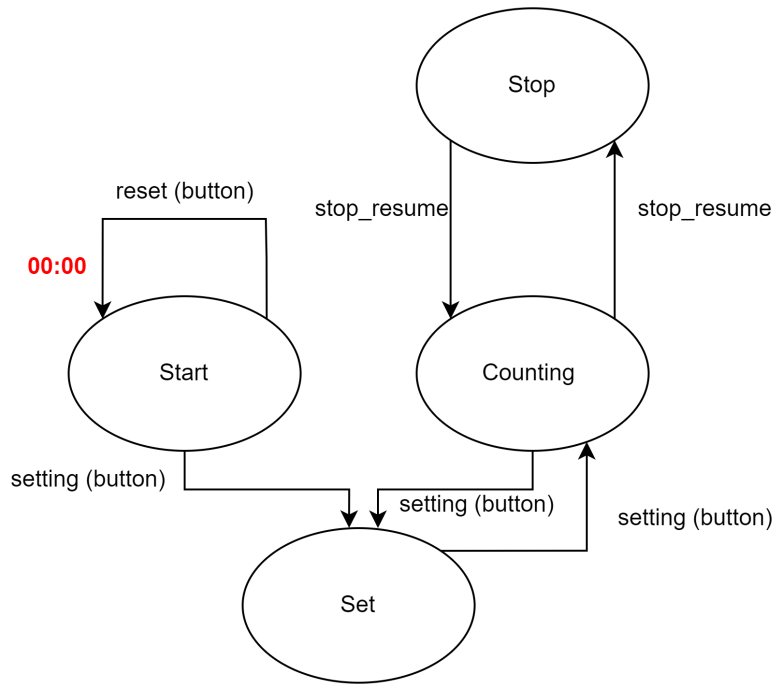 Stop
reset (button)
stop_resume
stop_resume
00:00
Start
Counting
setting (button)
setting (button)
setting (button)
Set